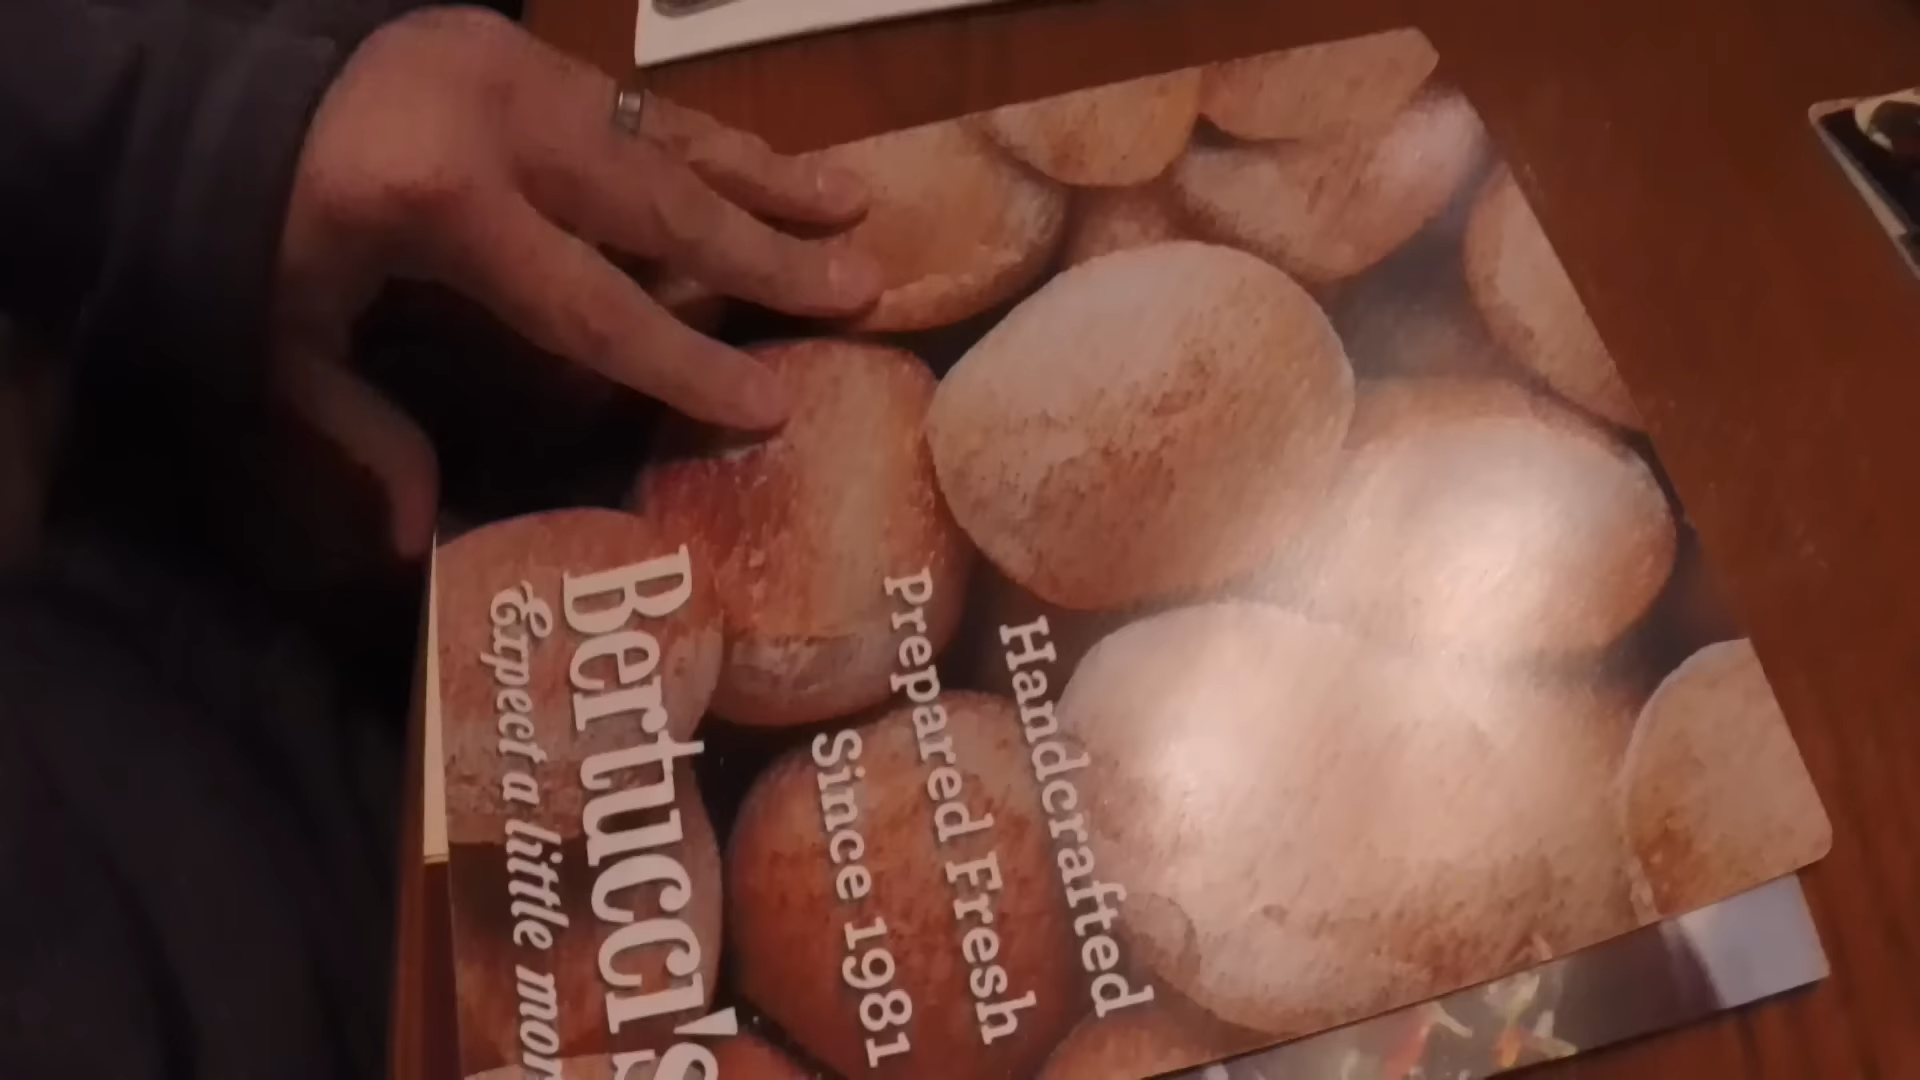 Handcrafted
Prepared Fresh
Since 1981
Bertucci's
Expect a little